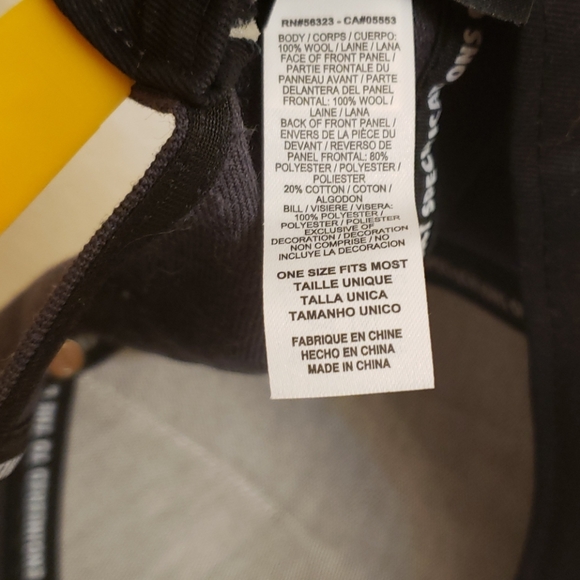 RN#56323 - CA#05553
BODY / CORPS / CUERPO:
100% WOOL / LAINE / LANA
FACE OF FRONT PANEL /
PARTIE FRONTALE DU
PANNEAU AVANT / PARTE
DELANTERA DEL PANEL
FRONTAL: 100% WOOL /
LAINE / LANA
BACK OF FRONT PANEL /
ENVERS DE LA PIÈCE DU
DEVANT / REVERSO DE
PANEL FRONTAL: 80%
POLYESTER / POLYESTER /
POLIÉSTER
20% COTTON / COTON /
ALGODON
BILL / VISIERE / VISERA:
100% POLYESTER /
POLYESTER / POLIESTER
EXCLUSIVE OF
DECORATION / DECORATION
NON COMPRISE / NO
INCLUYE LA DECORACION
ONE SIZE FITS MOST
TAILLE UNIQUE
TALLA UNICA
TAMANHO UNICO
FABRIQUE EN CHINE
HECHO EN CHINA
MADE IN CHINA